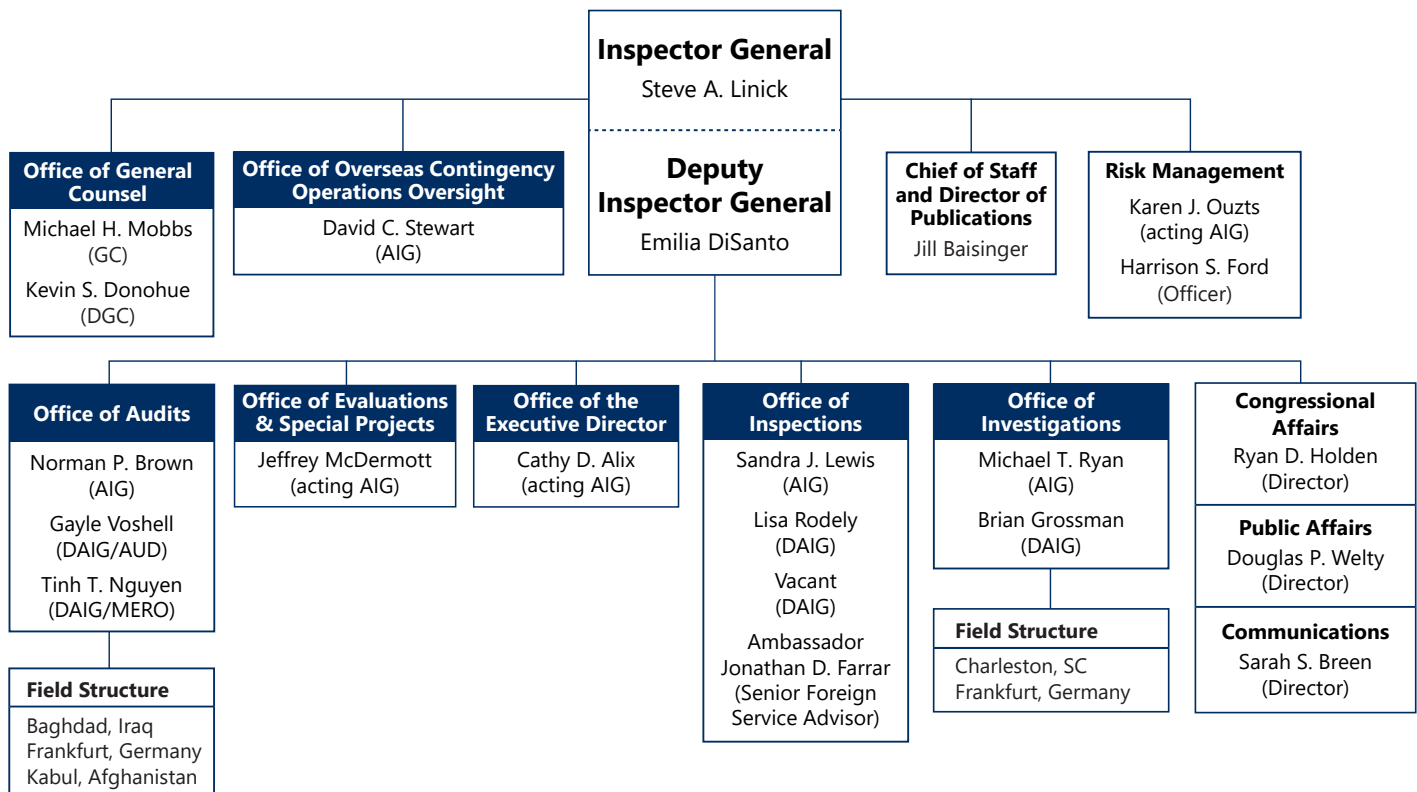 Inspector General
Steve A. Linick
Deputy
Inspector General
Emilia DiSanto
Office of General
Counsel
Michael H. Mobbs
(GC)
Kevin S. Donohue
(DGC)
Office of Overseas Contingency
Operations Oversight
David C. Stewart
(AIG)
Chief of Staff
and Director of
Publications
Jill Baisinger
Risk Management
Karen J. Ouzts
(acting AIG)
Harrison S. Ford
(Officer)
Office of Audits
Norman P. Brown
(AIG)
Gayle Voshell
(DAIG/AUD)
Tinh T. Nguyen
(DAIG/MERO)
Field Structure
Baghdad, Iraq
Frankfurt, Germany
Kabul, Afghanistan
Office of Evaluations
& Special Projects
Jeffrey McDermott
(acting AIG)
Office of the
Executive Director
Cathy D. Alix
(acting AIG)
Office of
Inspections
Sandra J. Lewis
(AIG)
Lisa Rodely
(DAIG)
Vacant
(DAIG)
Ambassador
Jonathan D. Farrar
(Senior Foreign
Service Advisor)
Office of
Investigations
Michael T. Ryan
(AIG)
Brian Grossman
(DAIG)
Field Structure
Charleston, SC
Frankfurt, Germany
Congressional
Affairs
Ryan D. Holden
(Director)
Public Affairs
Douglas P. Welty
(Director)
Communications
Sarah S. Breen
(Director)